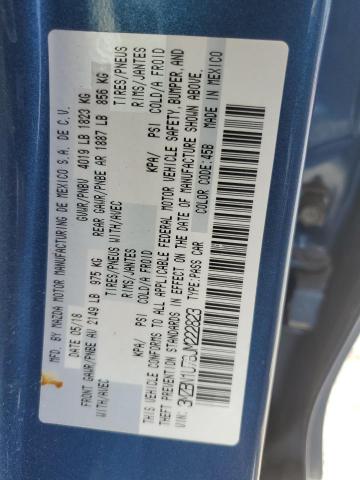 MFD. BY MAZDA MOTOR MANUFACTURING DE MEXICO S.A. DE C.V.
DATE 05/18 GVWR/PNBV 4019 LB 1823 KG
FRONT GAWR/PNBE AV 2149 LB 975 KG REAR GAWR/PNBE AR 1887 LB 856 KG
WITH/AVEC TIRES/PNEUS WITH/AVEC TIRES/PNEUS
RIMS/JANTES RIMS/JANTES
KPA/ PSI COLD/A FROID KPA/ PSI COLD/A FROID
THIS VEHICLE CONFORMS TO ALL APPLICABLE FEDERAL MOTOR VEHICLE SAFETY, BUMPER, AND
THEFT PREVENTION STANDARDS IN EFFECT ON THE DATE OF MANUFACTURE SHOWN ABOVE.
VIN: TYPE:PASS CAR COLOR CODE:45B MADE IN MEXICO